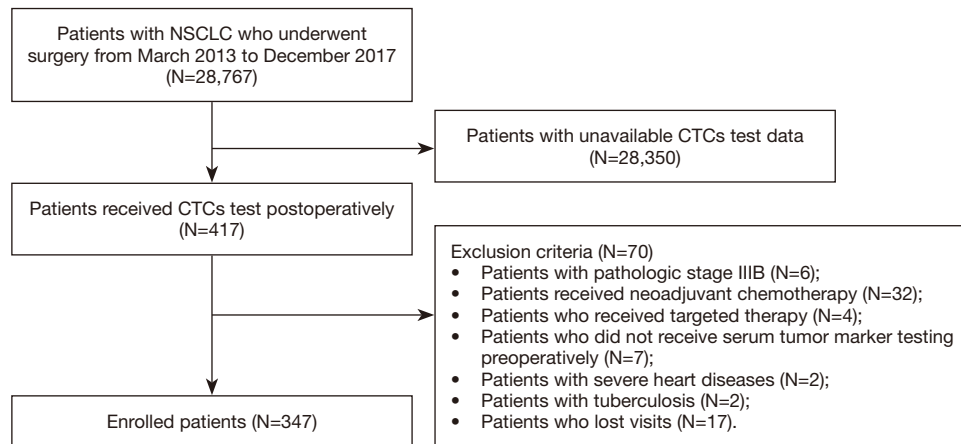 Patients with NSCLC who underwent
surgery from March 2013 to December 2017
(N=28,767)
Patients with unavailable CTCs test data
(N=28,350)
Patients received CTCs test postoperatively
(N=417)
Exclusion criteria (N=70)
• Patients with pathologic stage IIIB (N=6);
• Patients received neoadjuvant chemotherapy (N=32);
• Patients who received targeted therapy (N=4);
• Patients who did not receive serum tumor marker testing
preoperatively (N=7);
• Patients with severe heart diseases (N=2);
• Patients with tuberculosis (N=2);
• Patients who lost visits (N=17).
Enrolled patients (N=347)